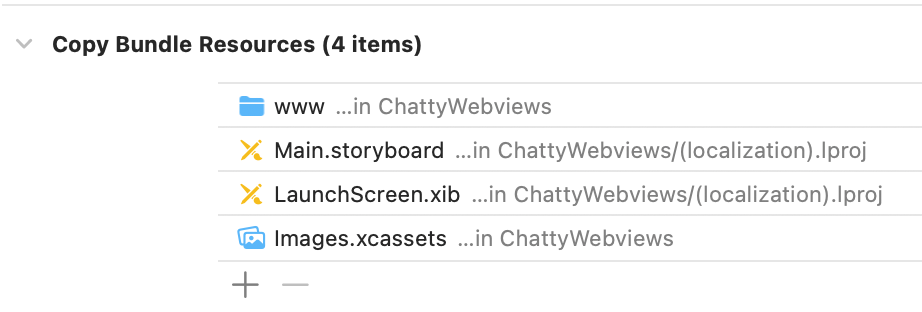 Copy Bundle Resources (4 items)
www ...in ChattyWebviews
Main.storyboard ...in ChattyWebviews/(localization).lproj
LaunchScreen.xib ...in ChattyWebviews/(localization).lproj
Images.xcassets ...in ChattyWebviews